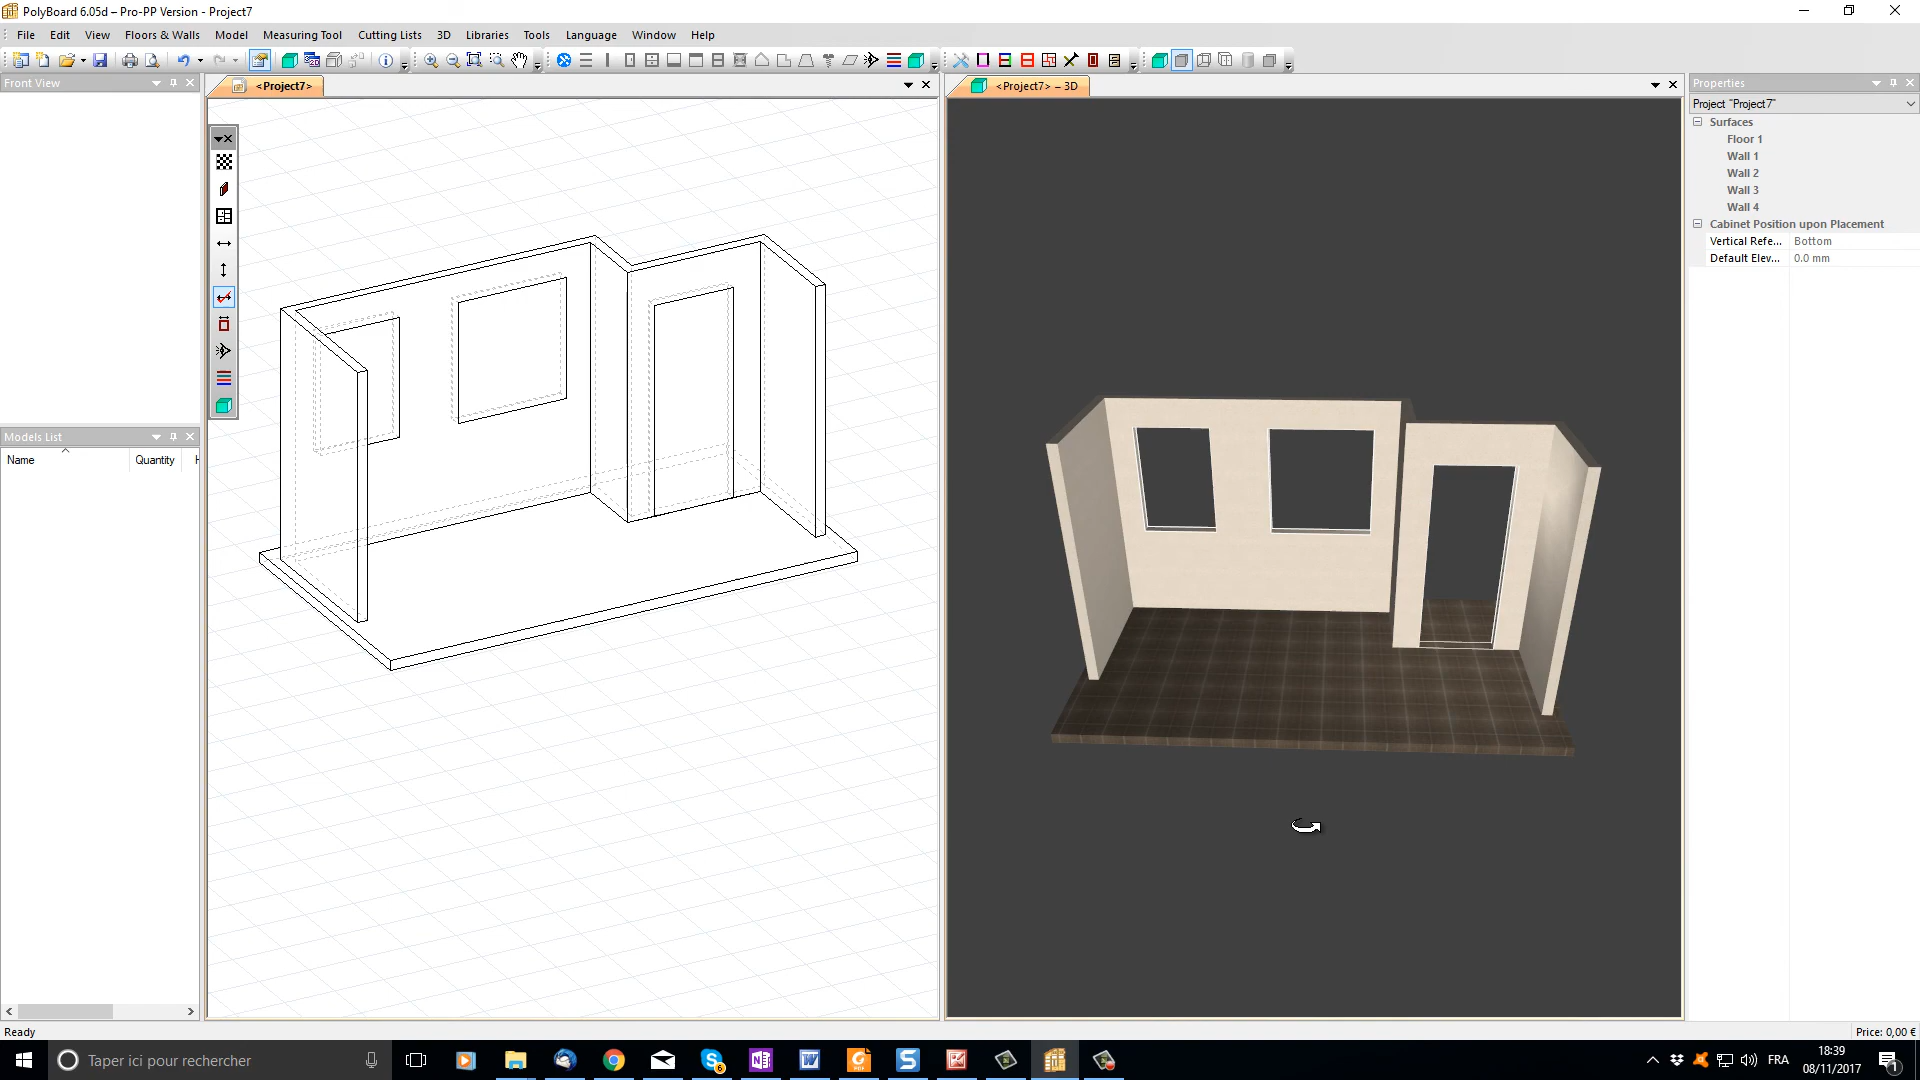 PolyBoard 6.05d – Pro-PP Version - Project7
File Edit View Floors & Walls Model Measuring Tool Cutting Lists 3D Libraries Tools Language Window Help
Front View
<Project7>
<Project7> – 3D
Properties
Project "Project7"
Surfaces
Floor 1
Wall 1
Wall 2
Wall 3
Wall 4
Cabinet Position upon Placement
Vertical Refe... Bottom
Default Elev... 0.0 mm
Models List
Name Quantity H
Ready
Price: 0,00 €
Taper ici pour rechercher
6
FRA
18:39
08/11/2017
1